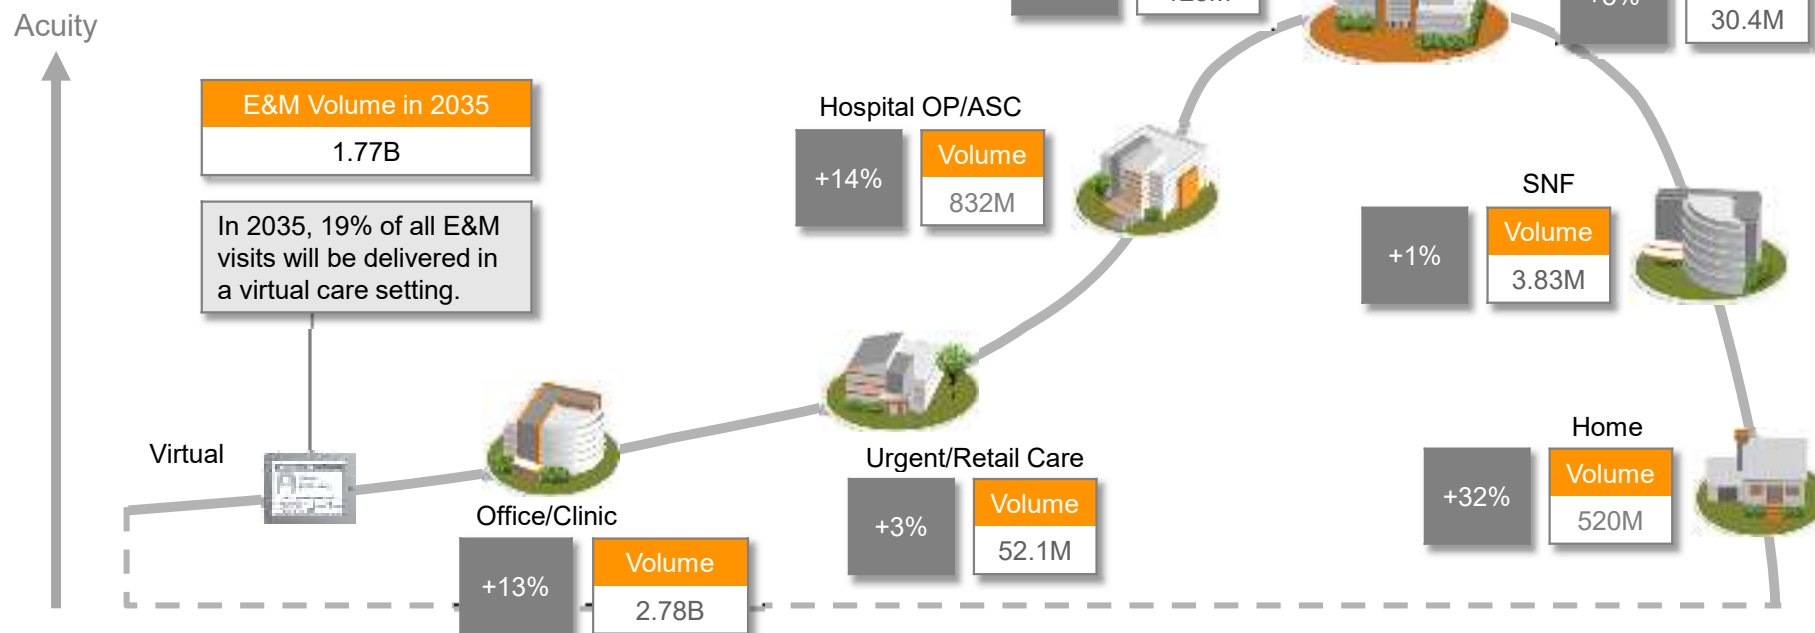 Acuity
30.4M
E&M Volume in 2035
1.77B
In 2035, 19% of all E&M
visits will be delivered in
a virtual care setting.
Hospital OP/ASC
+14%
Volume
832M
SNF
+1%
Volume
3.83M
Virtual
Office/Clinic
+13%
Volume
2.78B
Urgent/Retail Care
+3%
Volume
52.1M
Home
+32%
Volume
520M